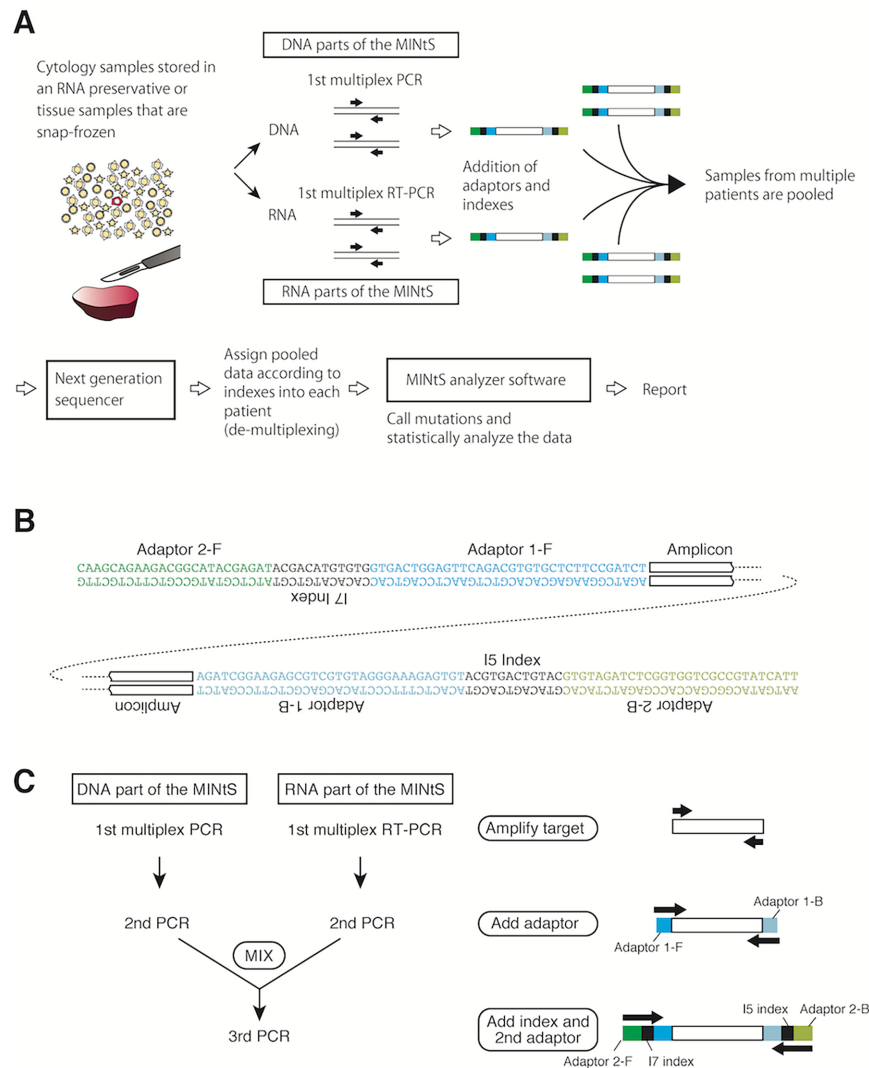 A
DNA parts of the MINtS
Cytology samples stored in
an RNA preservative or
tissue samples that are
snap-frozen
1st multiplex PCR
DNA
Addition of
adaptors and
indexes
1st multiplex RT-PCR
RNA
RNA parts of the MINtS
Samples from multiple
patients are pooled
Next generation
sequencer
Assign pooled
data according to
indexes into each
patient
(de-multiplexing)
MINtS analyzer software
Call mutations and
statistically analyze the data
Report
B
Adaptor 2-F
Adaptor 1-F
Amplicon
CAAGCAGAAGACGGCATACGAGATACGACATGTGTGGTGACTGGAGTTCAGACGTGTGCTCTTCCGATCT
I7 Index
I5 Index
AGATCGGAAGAGCGTCGTGTAGGGAAAGAGTGTACGTGACTGTACGTGTAGATCTCGGTGGTCGCCGTATCATT
Amplicon
Adaptor 1-B
Adaptor 2-B
C
DNA part of the MINtS
RNA part of the MINtS
1st multiplex PCR
1st multiplex RT-PCR
2nd PCR
2nd PCR
MIX
3rd PCR
Amplify target
Add adaptor
Adaptor 1-B
Adaptor 1-F
Add index and
2nd adaptor
I5 index
Adaptor 2-B
Adaptor 2-F
I7 index